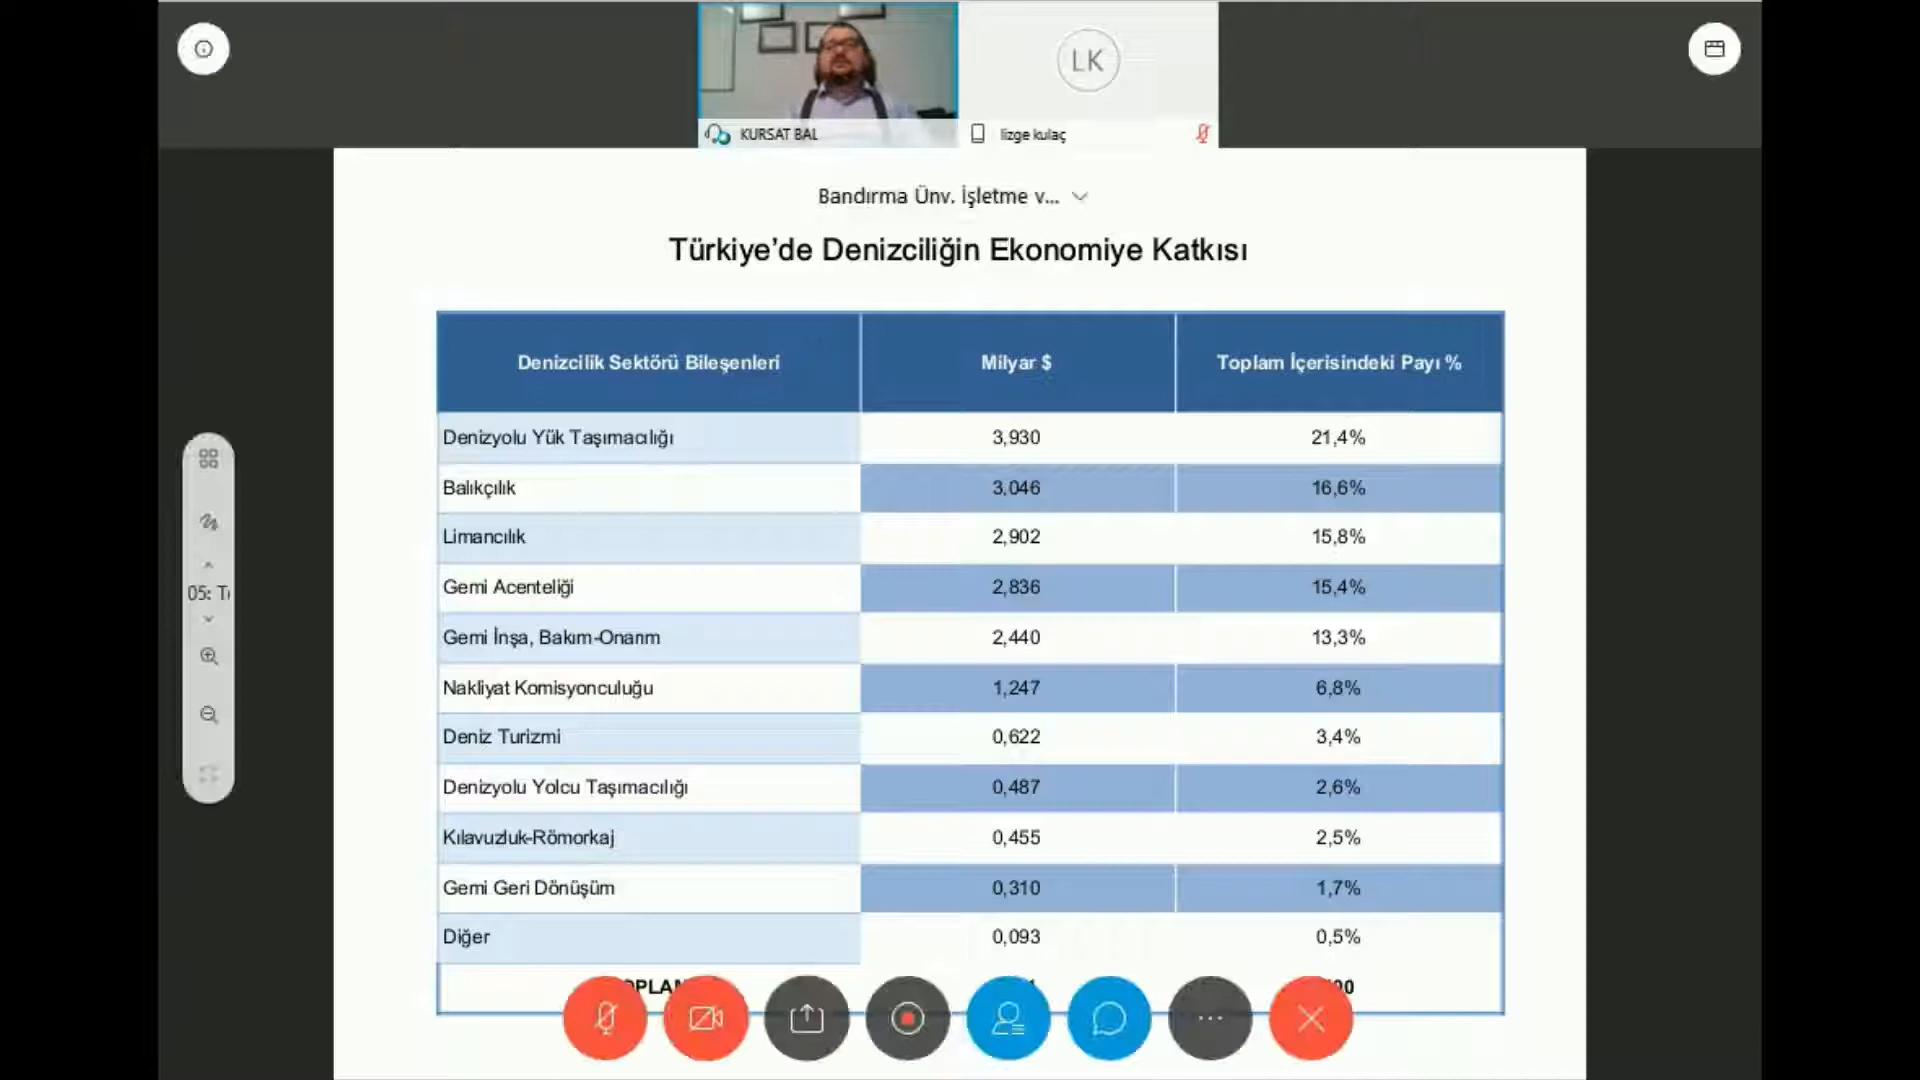 LK
KURSAT BAL
lizge kulaç
Bandırma Ünv. İşletme v...
Türkiye'de Denizciliğin Ekonomiye Katkısı
Denizcilik Sektörü Bileşenleri Milyar $ Toplam İçerisindeki Payı %
Denizyolu Yük Taşımacılığı 3,930 21,4%
Balıkçılık 3.046 16,6%
Limancılık 2,902 15,8%
Gemi Acenteliği 2,836 15,4%
Gemi İnşa, Bakım-Onarım 2,440 13,3%
Nakliyat Komisyonculuğu 1,247 6,8%
Deniz Turizmi 0,622 3,4%
Denizyolu Yolcu Taşımacılığı 0,487 2,6%
Kılavuzluk-Römorkaj 0,455 2,5%
Gemi Geri Dönüşüm 0,310 1,7%
Diğer 0,093 0,5%
05: T